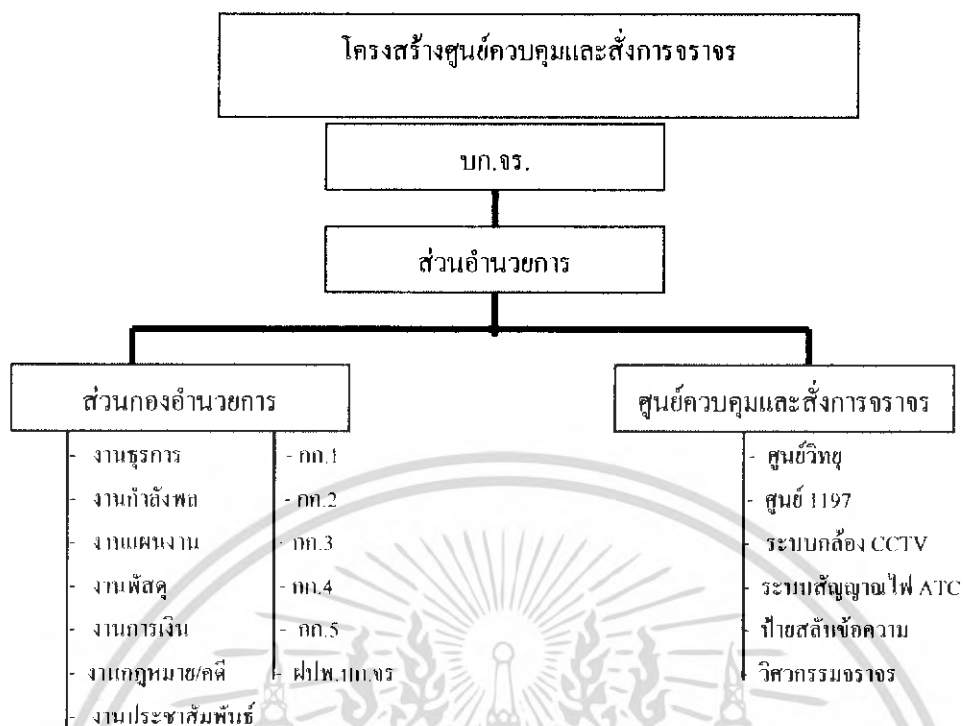 โครงสร้างศูนย์ควบคุมและสั่งการจราจร
บก.จร.
ส่วนอำนวยการ
ส่วนกองอำนวยการ
- งานธุรการ
- งานกำลังพล
- งานแผนงาน
- งานพัสดุ
- งานการเงิน
- งานกฎหมาย/คดี
- งานประชาสัมพันธ์
- กก.1
- กก.2
- กก.3
- กก.4
- กก.5
- ฝปพ.บก.จร
ศูนย์ควบคุมและสั่งการจราจร
- ศูนย์วิทยุ
- ศูนย์ 1197
- ระบบกล้อง CCTV
- ระบบสัญญาณไฟ ATC
- ป้ายสลับข้อความ
- วิศวกรรมจราจร